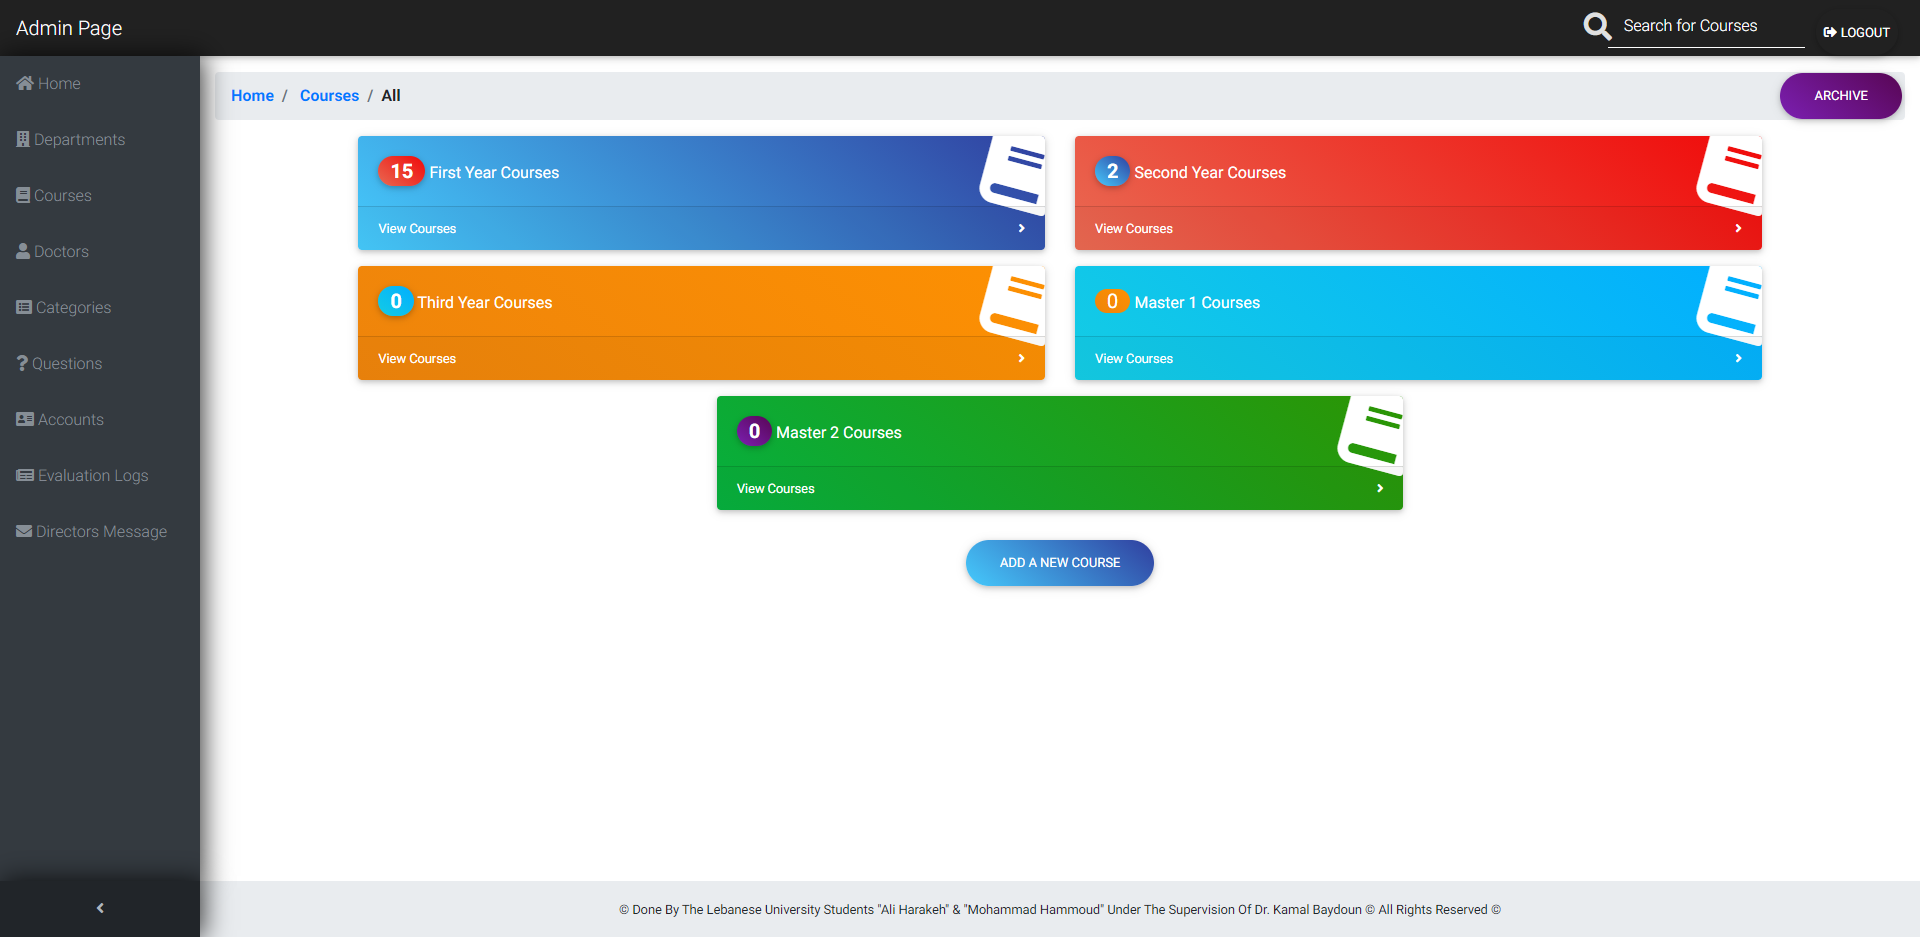 Admin Page
Search for Courses
LOGOUT
Home
Departments
Courses
Doctors
Categories
Questions
Accounts
Evaluation Logs
Directors Message
Home / Courses / All
ARCHIVE
15 First Year Courses
View Courses
2 Second Year Courses
View Courses
0 Third Year Courses
View Courses
0 Master 1 Courses
View Courses
0 Master 2 Courses
View Courses
ADD A NEW COURSE
© Done By The Lebanese University Students "Ali Harakeh" & "Mohammad Hammoud" Under The Supervision Of Dr. Kamal Baydoun © All Rights Reserved ©